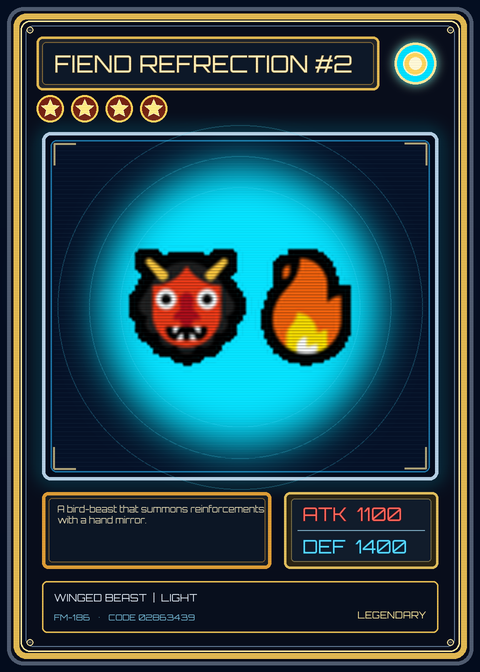 FIEND REFRECTION #2
A bird-beast that summons reinforcements
with a hand mirror.
ATK 1100
DEF 1400
WINGED BEAST | LIGHT
FM-186 · CODE 02863439
LEGENDARY